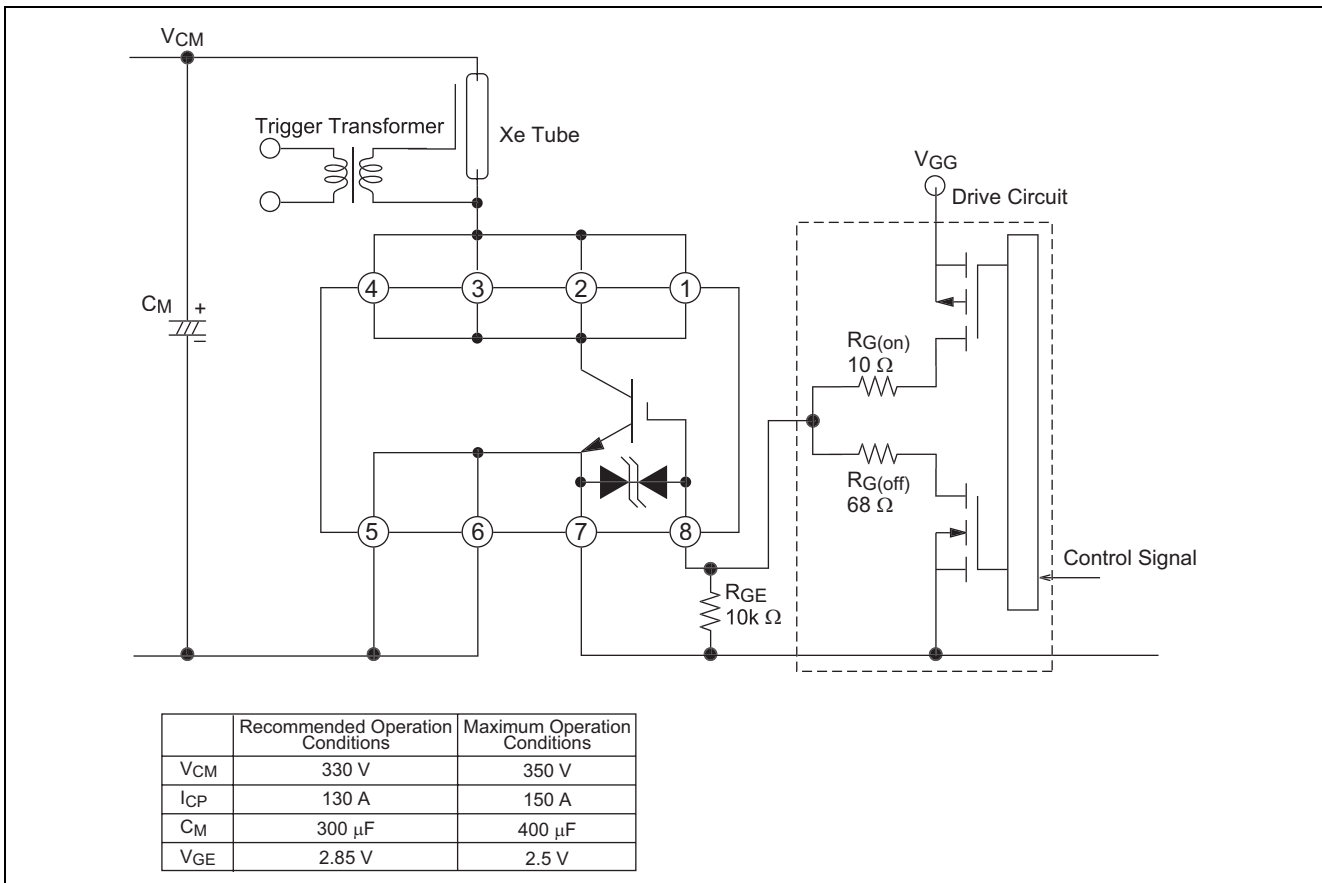 VCM
Trigger Transformer
Xe Tube
VGG
Drive Circuit
4 3 2 1
CM
+
–
RG(on)
10 Ω
RG(off)
68 Ω
5 6 7 8
Control Signal
RGE
10k Ω
Recommended Operation Conditions
Maximum Operation Conditions
VCM 330 V 350 V
ICP 130 A 150 A
CM 300 μF 400 μF
VGE 2.85 V 2.5 V